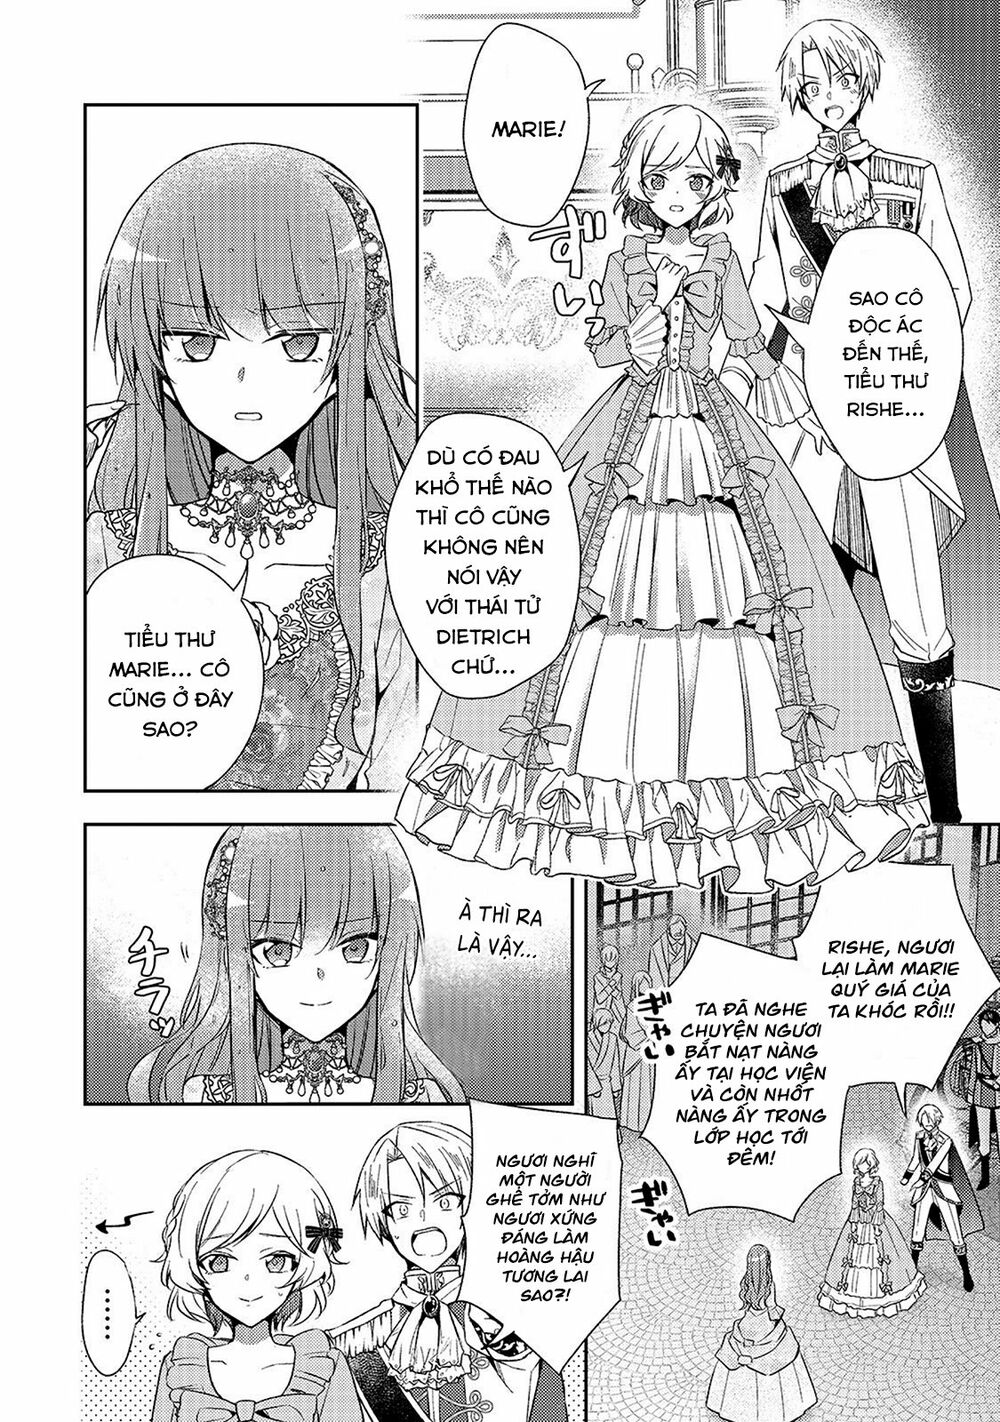 MARIE!
SAO CÔ
ĐỘC ÁC
ĐẾN THẾ,
TIỂU THƯ
RISHE...
ずずいっ
DÙ CÓ ĐAU
KHỔ THẾ NÀO
THÌ CÔ CŨNG
KHÔNG NÊN
NÓI VẬY
VỚI THÁI TỬ
DIETRICH
CHỨ...
TIỂU THƯ
MARIE... CÔ
CŨNG Ở ĐÂY
SAO?
RISHE, NGƯƠI
LẠI LÀM MARIE
QUÝ GIÁ CỦA
TA KHÓC RỒI!!
TA ĐÃ NGHE
CHUYỆN NGƯƠI
BẮT NẠT NÀNG
ẤY TẠI HỌC VIỆN
VÀ CÒN NHỐT
NÀNG ẤY TRONG
LỚP HỌC TỚI
ĐÊM!
ぎゃい
ぎゃい
À THÌ RA
LÀ VẬY...
チラッ
NGƯƠI NGHĨ
MỘT NGƯỜI
GHÊ TỞM NHƯ
NGƯƠI XỨNG
ĐÁNG LÀM
HOÀNG HẬU
TƯƠNG LAI
SAO?!
......